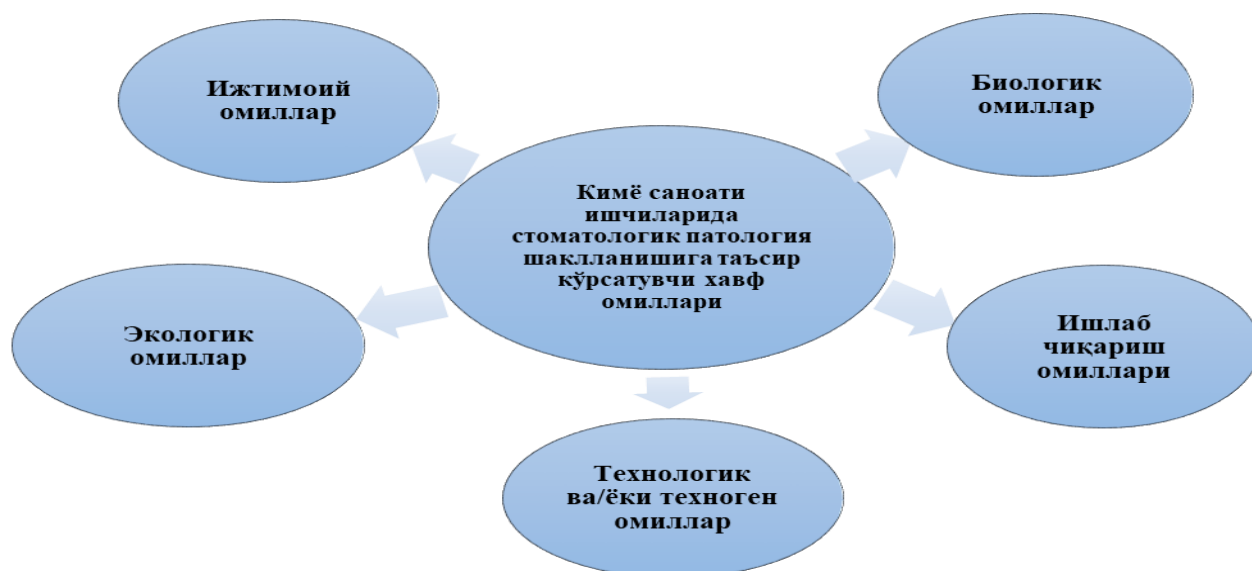 Ижтимоий
омиллар
Биологик
омиллар
Кимё саноати
ишчиларида
стоматологик патология
шаклланишига таъсир
кўрсатувчи хавф
омиллари
Экологик
омиллар
Ишлаб
чиқариш
омиллари
Технологик
ва/ёки техноген
омиллар